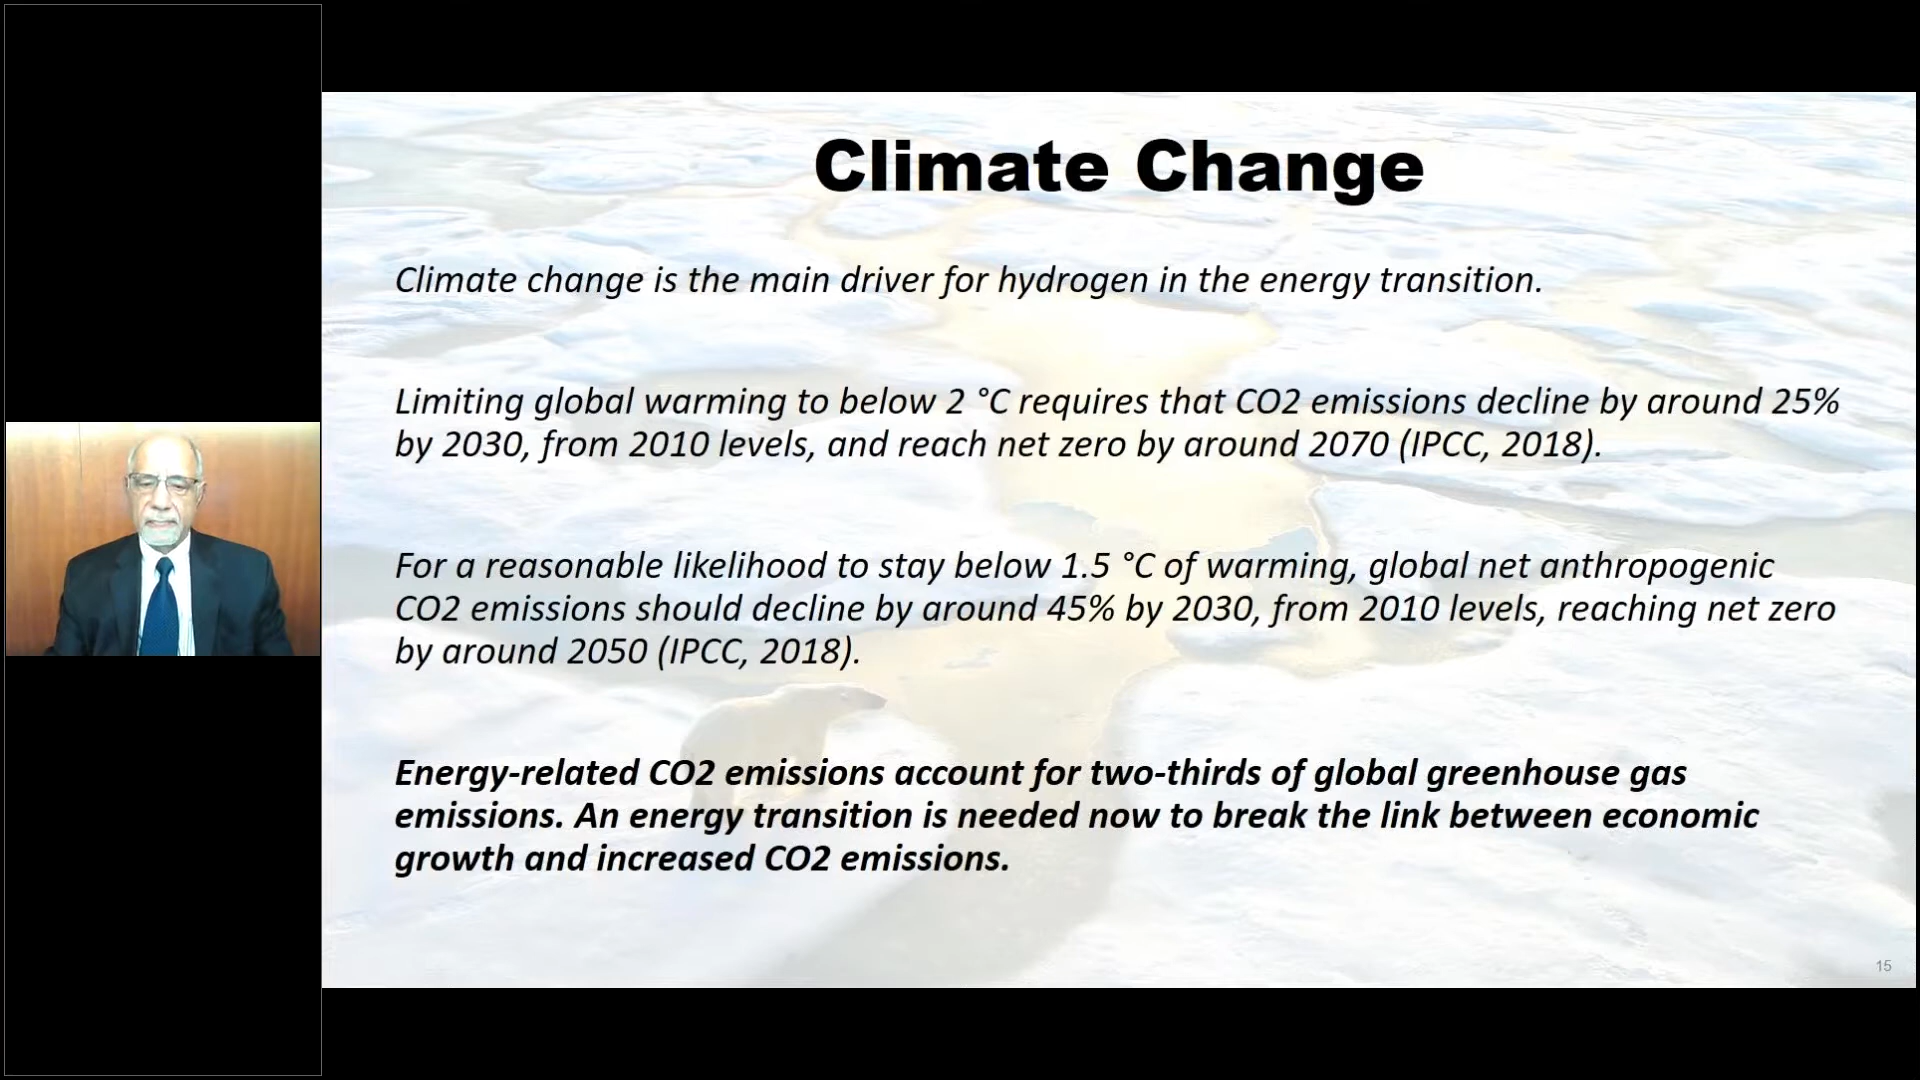 Climate Change
Climate change is the main driver for hydrogen in the energy transition.
Limiting global warming to below 2 °C requires that CO2 emissions decline by around 25%
by 2030, from 2010 levels, and reach net zero by around 2070 (IPCC, 2018).
For a reasonable likelihood to stay below 1.5 °C of warming, global net anthropogenic
CO2 emissions should decline by around 45% by 2030, from 2010 levels, reaching net zero
by around 2050 (IPCC, 2018).
Energy-related CO2 emissions account for two-thirds of global greenhouse gas
emissions. An energy transition is needed now to break the link between economic
growth and increased CO2 emissions.
15